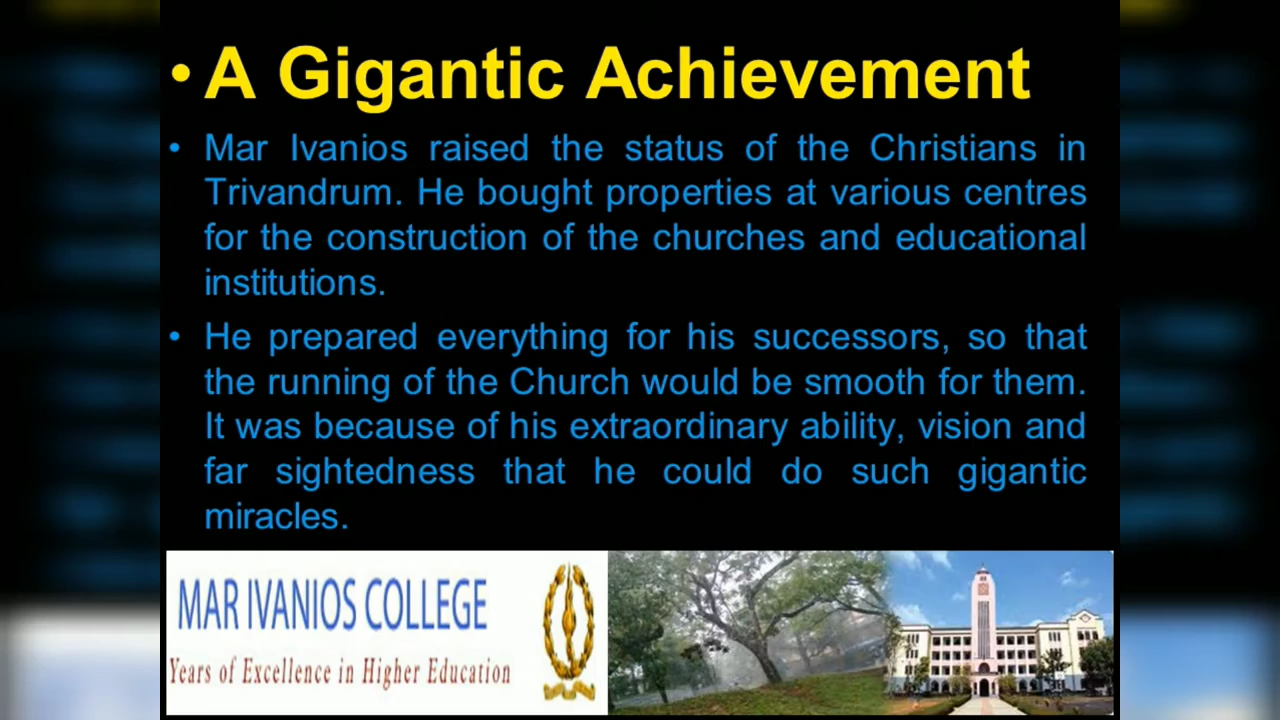 • A Gigantic Achievement
• Mar Ivanios raised the status of the Christians in
Trivandrum. He bought properties at various centres
for the construction of the churches and educational
institutions.
• He prepared everything for his successors, so that
the running of the Church would be smooth for them.
It was because of his extraordinary ability, vision and
far sightedness that he could do such gigantic
miracles.
MAR IVANIOS COLLEGE
Years of Excellence in Higher Education